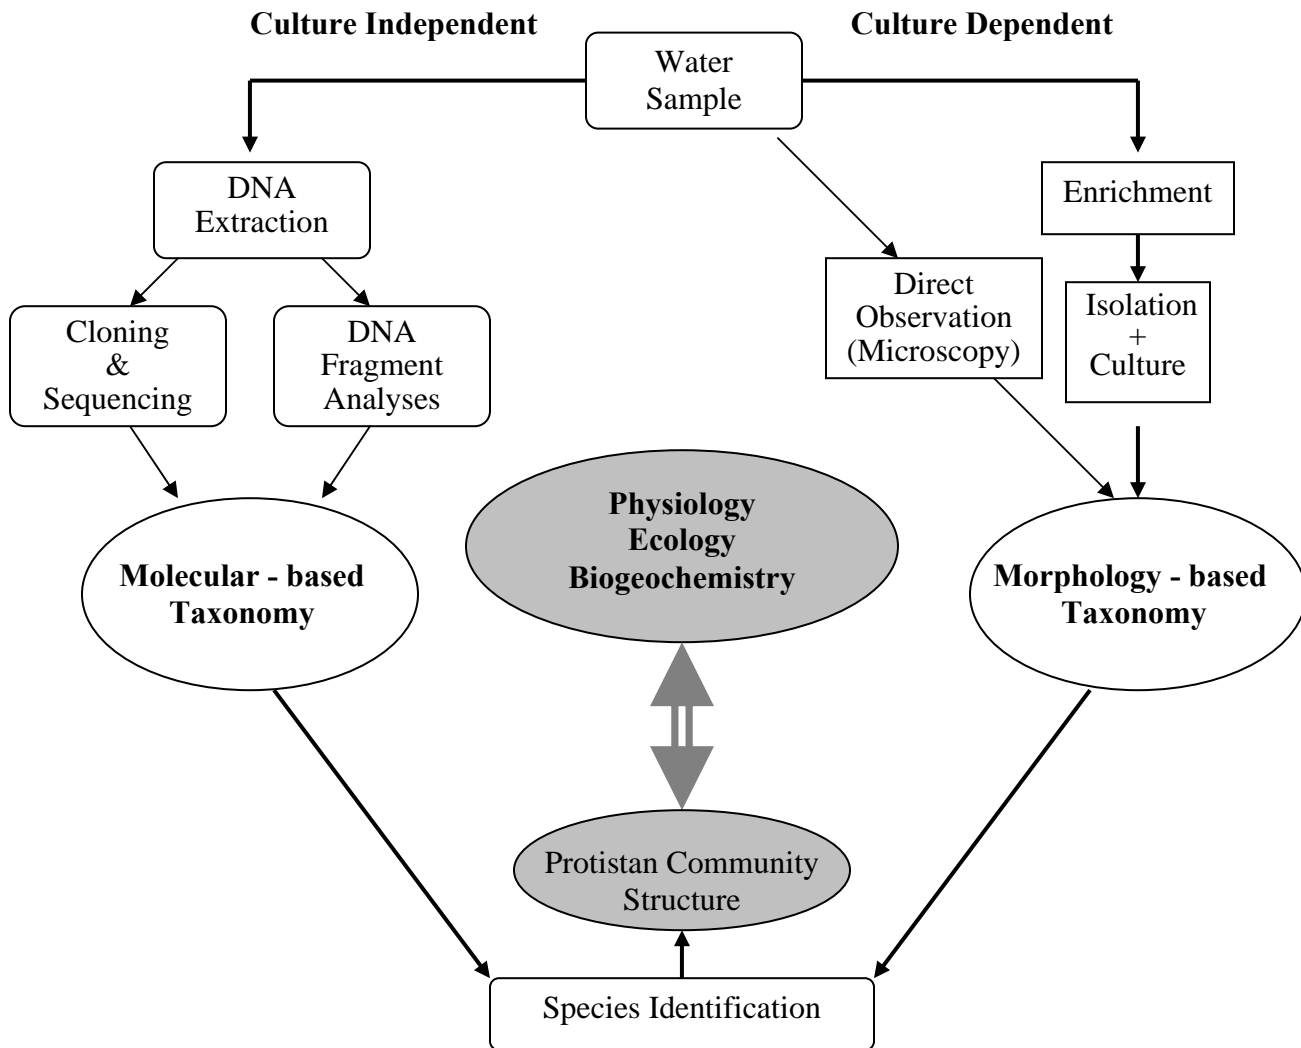 Culture Independent
Culture Dependent
Water
Sample
DNA
Extraction
Enrichment
Cloning
&
Sequencing
DNA
Fragment
Analyses
Direct
Observation
(Microscopy)
Isolation
+
Culture
Physiology
Ecology
Biogeochemistry
Molecular - based
Taxonomy
Morphology - based
Taxonomy
Protistan Community
Structure
Species Identification